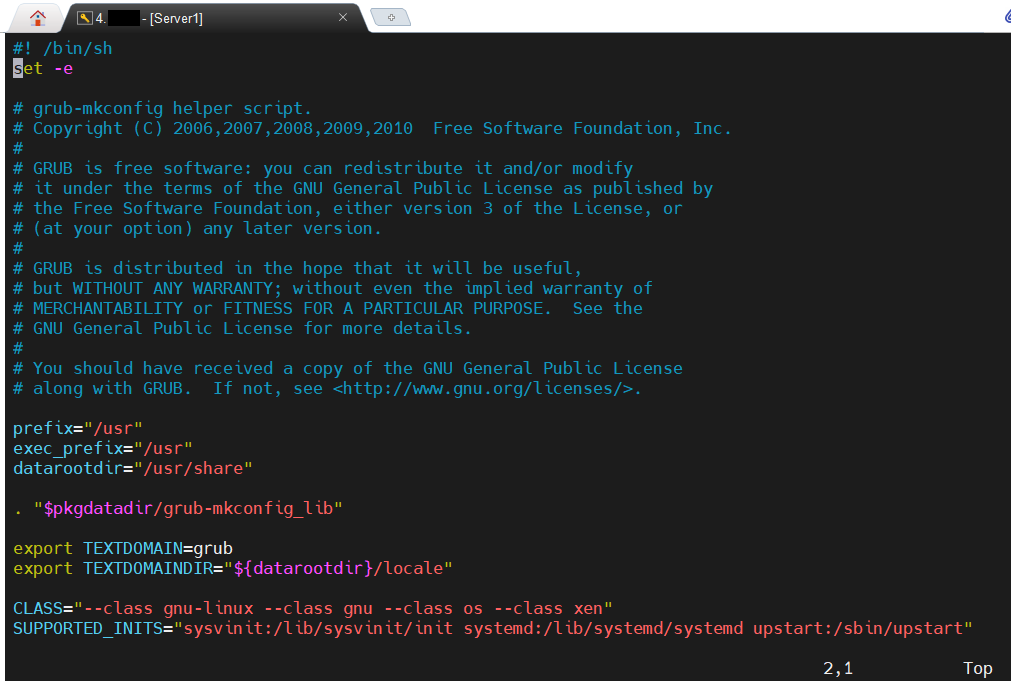 4. - [Server1]
#! /bin/sh
set -e
# grub-mkconfig helper script.
# Copyright (C) 2006,2007,2008,2009,2010  Free Software Foundation, Inc.
#
# GRUB is free software: you can redistribute it and/or modify
# it under the terms of the GNU General Public License as published by
# the Free Software Foundation, either version 3 of the License, or
# (at your option) any later version.
#
# GRUB is distributed in the hope that it will be useful,
# but WITHOUT ANY WARRANTY; without even the implied warranty of
# MERCHANTABILITY or FITNESS FOR A PARTICULAR PURPOSE.  See the
# GNU General Public License for more details.
#
# You should have received a copy of the GNU General Public License
# along with GRUB.  If not, see <http://www.gnu.org/licenses/>.
prefix="/usr"
exec_prefix="/usr"
datarootdir="/usr/share"
. "$pkgdatadir/grub-mkconfig_lib"
export TEXTDOMAIN=grub
export TEXTDOMAINDIR="${datarootdir}/locale"
CLASS="--class gnu-linux --class gnu --class os --class xen"
SUPPORTED_INITS="sysvinit:/lib/sysvinit/init systemd:/lib/systemd/systemd upstart:/sbin/upstart"
2,1 Top